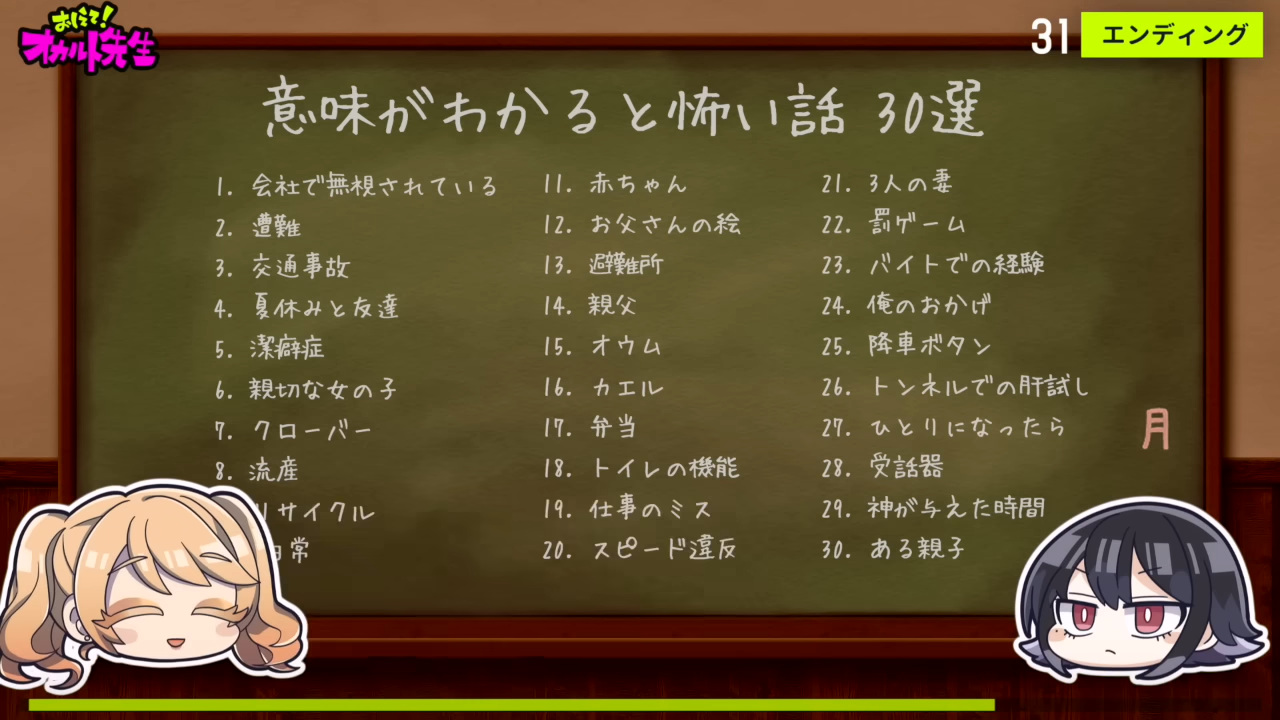 おしえて!
オカルト先生
31 エンディング
意味がわかると怖い話 30選
1. 会社で無視されている
2. 遭難
3. 交通事故
4. 夏休みと友達
5. 潔癖症
6. 親切な女の子
7. クローバー
8. 流産
リサイクル
常
11. 赤ちゃん
12. お父さんの絵
13. 避難所
14. 親父
15. オウム
16. カエル
17. 弁当
18. トイレの機能
19. 仕事のミス
20. スピード違反
21. 3人の妻
22. 罰ゲーム
23. バイトでの経験
24. 俺のおかげ
25. 降車ボタン
26. トンネルでの肝試し
27. ひとりになったら
28. 受話器
29. 神が与えた時間
30. ある親子
月